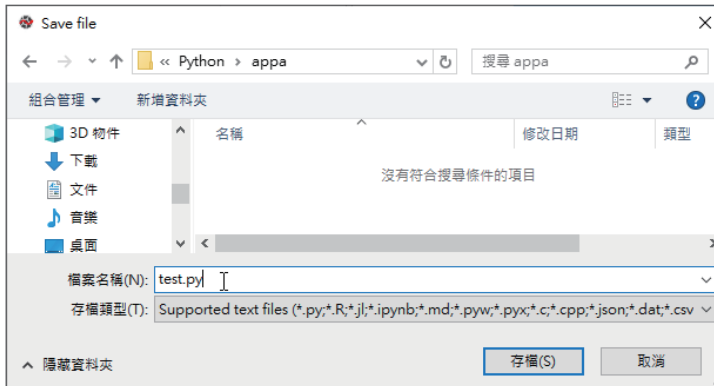 Save file
« Python › appa
搜尋 appa
組合管理 新增資料夾
3D 物件
下載
文件
音樂
桌面
名稱 修改日期 類型
沒有符合搜尋條件的項目
檔案名稱(N): test.py
存檔類型(T): Supported text files (*.py;*.R;*.jl;*.ipynb;*.md;*.pyw;*.pyx;*.c;*.cpp;*.json;*.dat;*.csv
隱藏資料夾 存檔(S) 取消